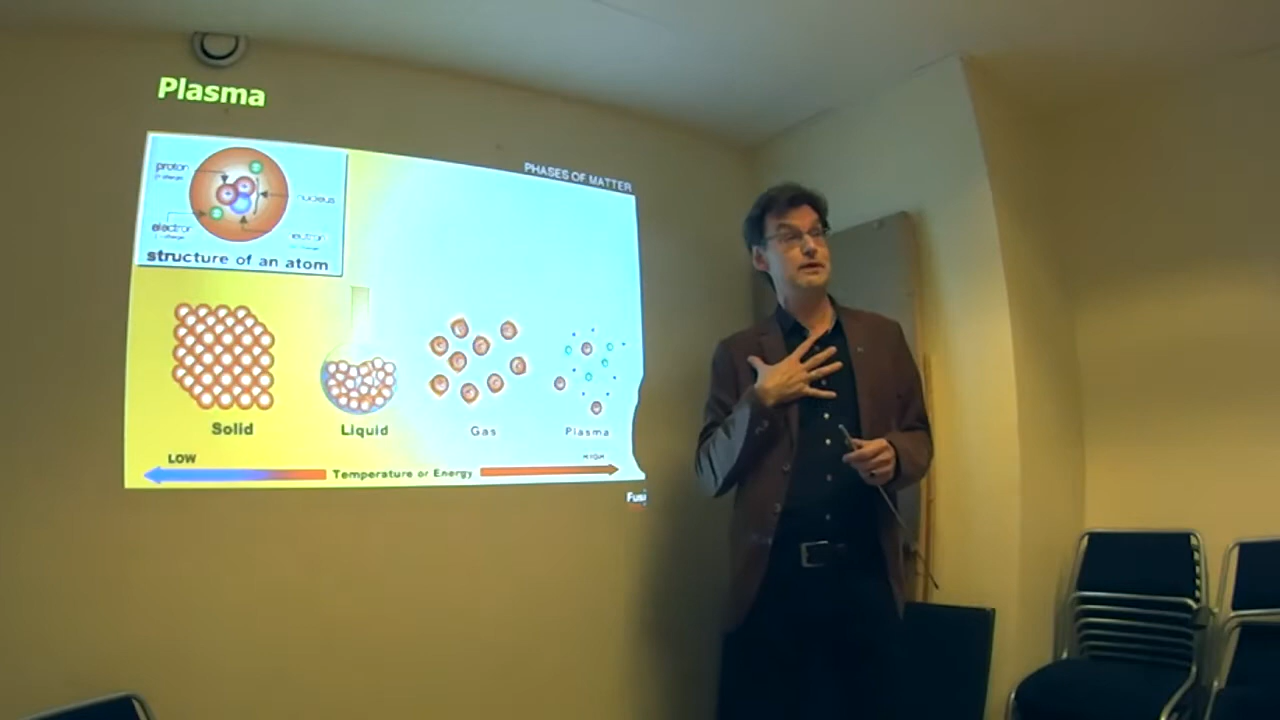 Plasma
PHASES OF MATTER
proton
nucleus
electron
structure of an atom
Solid
Liquid
Gas
Plasma
LOW
Temperature or Energy
HIGH